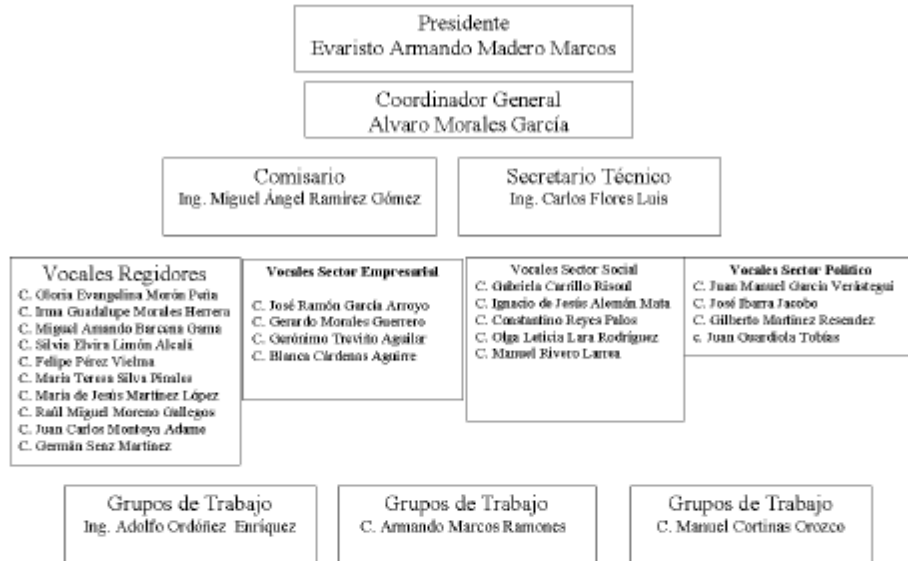 Presidente
Evaristo Armando Madero Marcos
Coordinador General
Alvaro Morales García
Comisario
Ing. Miguel Ángel Ramírez Gómez
Secretario Técnico
Ing. Carlos Flores Luis
Vocales Regidores
C. Gloria Evangelina Morón Peña
C. Irma Guadalupe Morales Herrera
C. Miguel Amando Barcena Gama
C. Silvia Elvira Limón Alcalá
C. Felipe Pérez Vielma
C. María Teresa Silva Pinales
C. María de Jesús Martínez López
C. Raúl Miguel Moreno Gallegos
C. Juan Carlos Montoya Adame
C. Germán Senz Martínez
Vocales Sector Empresarial
C. José Ramón García Arroyo
C. Gerardo Morales Guerrero
C. Gerónimo Treviño Aguilar
C. Blanca Cárdenas Aguirre
Vocales Sector Social
C. Gabriela Carrillo Risoul
C. Ignacio de Jesús Alemán Mata
C. Constantino Reyes Palos
C. Olga Leticia Lara Rodríguez
C. Manuel Rivero Larrea
Vocales Sector Político
C. Juan Manuel García Verástegui
C. José Ibarra Jacobo
C. Gilberto Martínez Resendez
c. Juan Guardiola Tobías
Grupos de Trabajo
Ing. Adolfo Ordóñez Enríquez
Grupos de Trabajo
C. Armando Marcos Ramones
Grupos de Trabajo
C. Manuel Cortinas Orozco